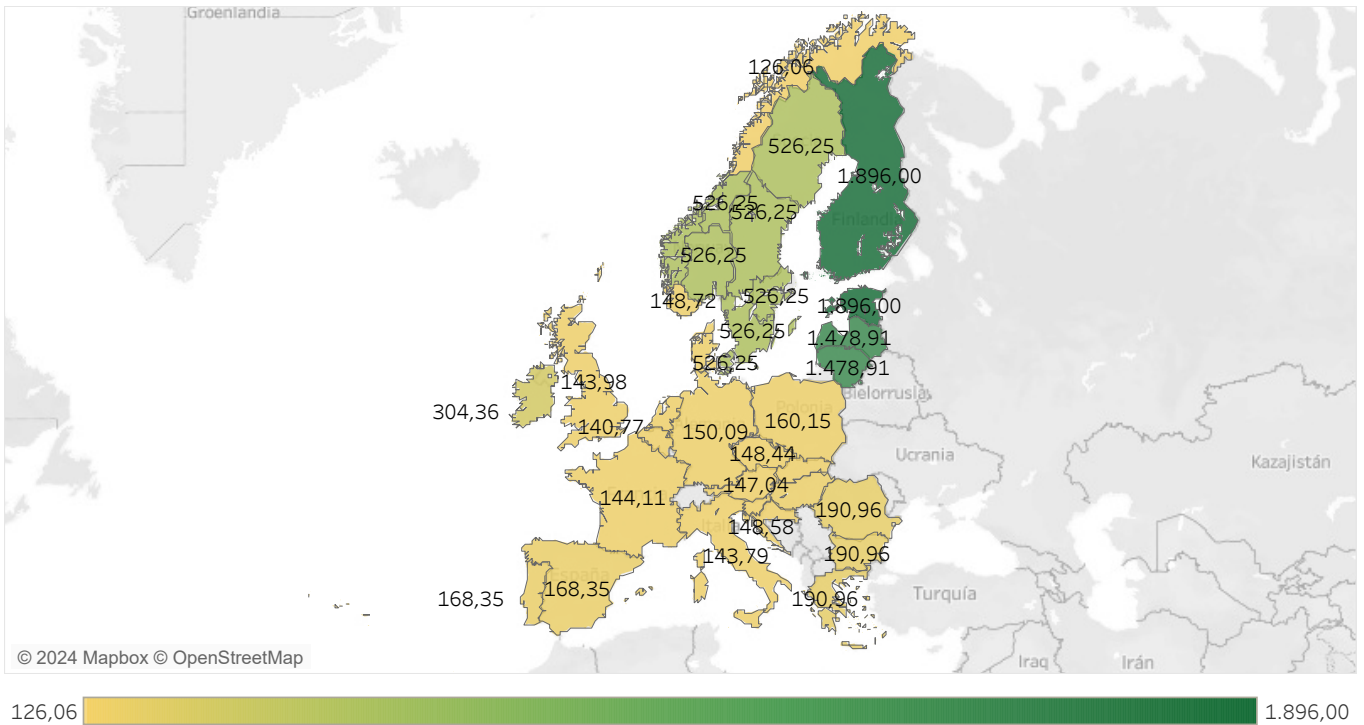 Groenlandia
126,06
526,25
1.896,00
526,25
526,25
Finlandia
526,25
148,72
526,25
1.896,00
526,25
1.478,91
526,25
1.478,91
143,98
Bielorrusia
304,36
Polonia
140,77
150,09
160,15
148,44
Ucrania
Kazajistán
147,04
144,11
190,96
Italia
148,58
143,79
190,96
España
168,35
168,35
190,96
Turquía
Iraq
Irán
© 2024 Mapbox © OpenStreetMap
126,06
1.896,00